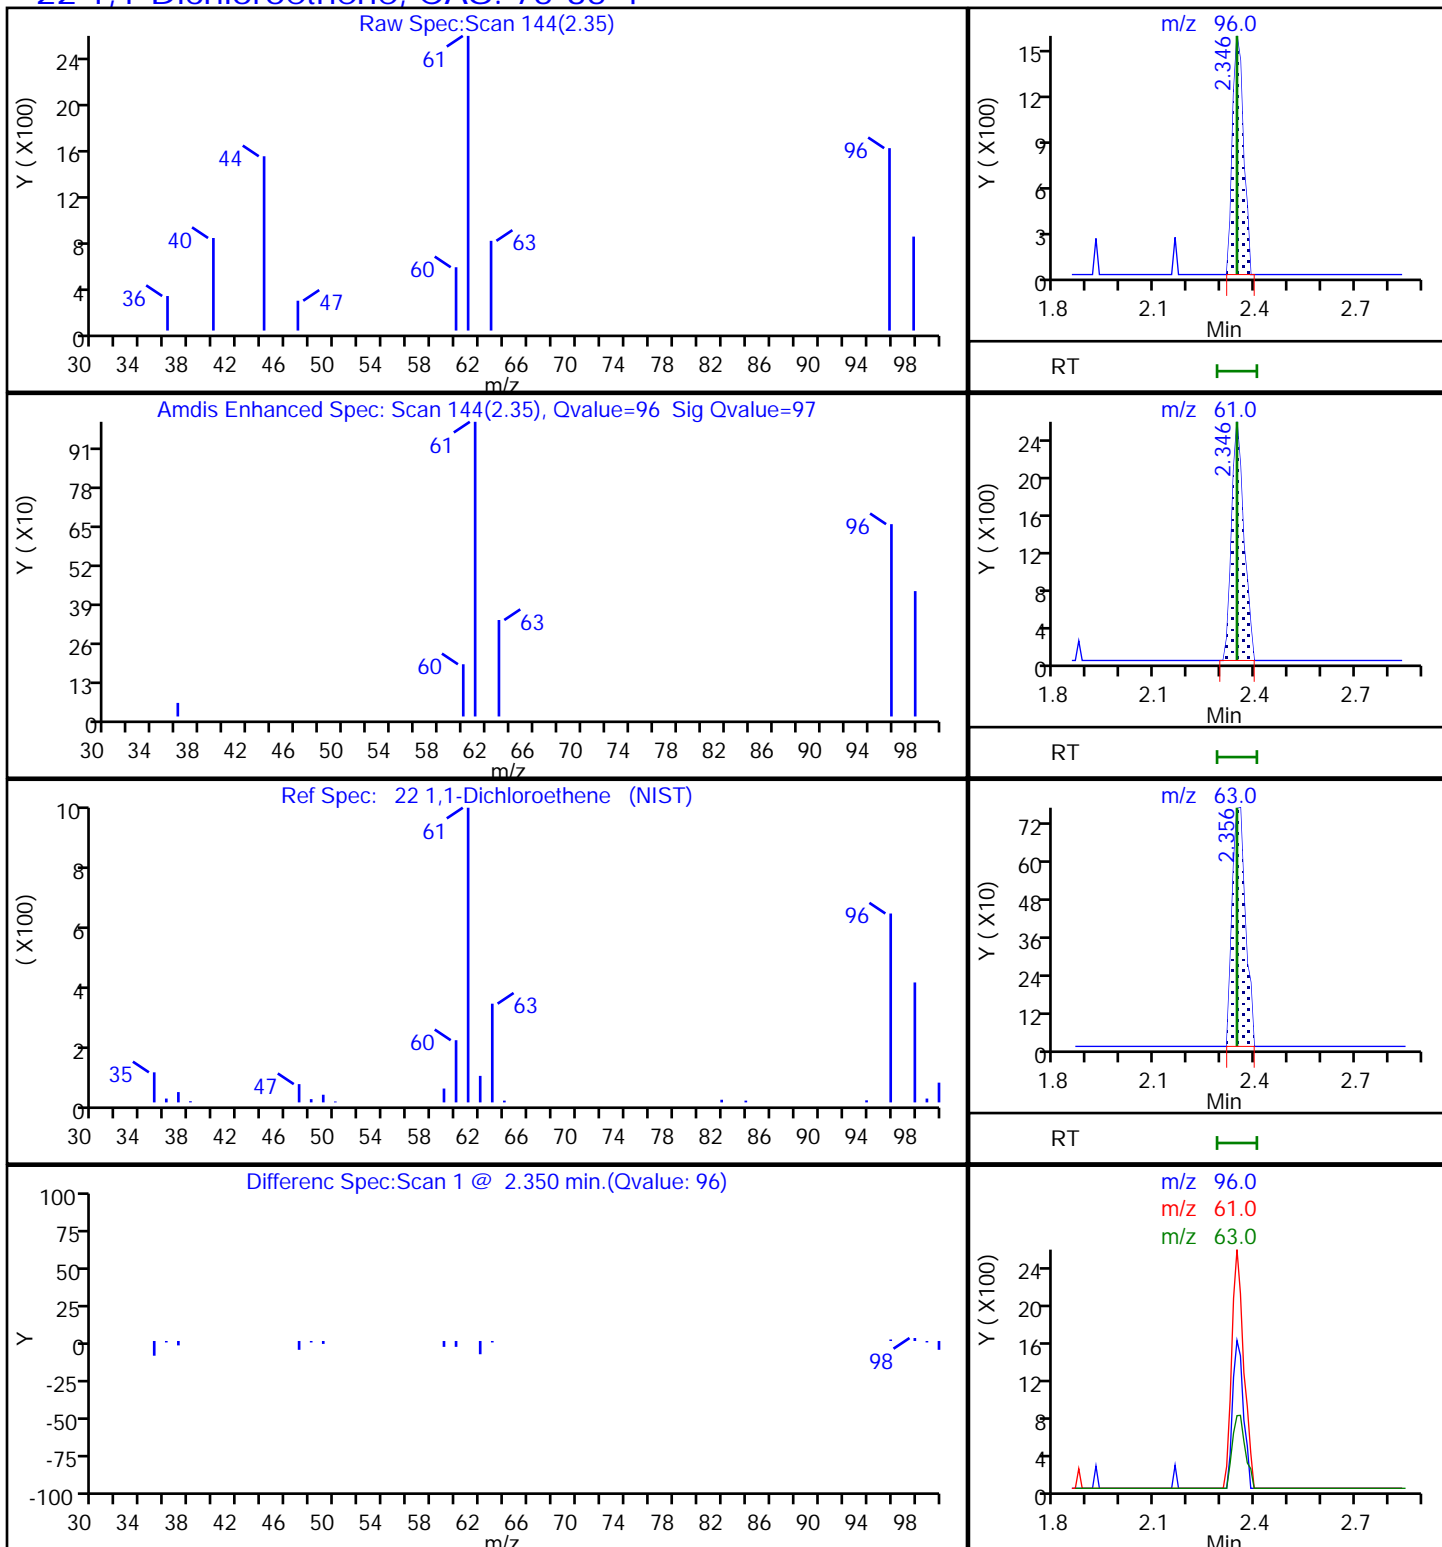 22 1,1-Dichloroethene, CAS: 75-35-4
Raw Spec:Scan 144(2.35)
Y ( X100)
24
20
16
12
8
4
0
36
40
44
47
60
61
63
96
30 34 38 42 46 50 54 58 62 66 70 74 78 82 86 90 94 98
m/z
m/z 96.0
Y ( X100)
15
12
9
6
3
0
2.346
1.8 2.1 2.4 2.7
Min
RT
Amdis Enhanced Spec: Scan 144(2.35), Qvalue=96 Sig Qvalue=97
Y ( X10)
91
78
65
52
39
26
13
0
60
61
63
96
30 34 38 42 46 50 54 58 62 66 70 74 78 82 86 90 94 98
m/z
m/z 61.0
Y ( X100)
24
20
16
12
8
4
0
2.346
1.8 2.1 2.4 2.7
Min
RT
Ref Spec: 22 1,1-Dichloroethene (NIST)
( X100)
10
8
6
4
2
0
35
47
60
61
63
96
30 34 38 42 46 50 54 58 62 66 70 74 78 82 86 90 94 98
m/z 63.0
Y ( X10)
72
60
48
36
24
12
0
2.356
1.8 2.1 2.4 2.7
Min
RT
Differenc Spec:Scan 1 @ 2.350 min.(Qvalue: 96)
Y
100
75
50
25
0
-25
-50
-75
-100
98
30 34 38 42 46 50 54 58 62 66 70 74 78 82 86 90 94 98
m/z
m/z 96.0
m/z 61.0
m/z 63.0
Y ( X100)
24
20
16
12
8
4
0
1.8 2.1 2.4 2.7
Min